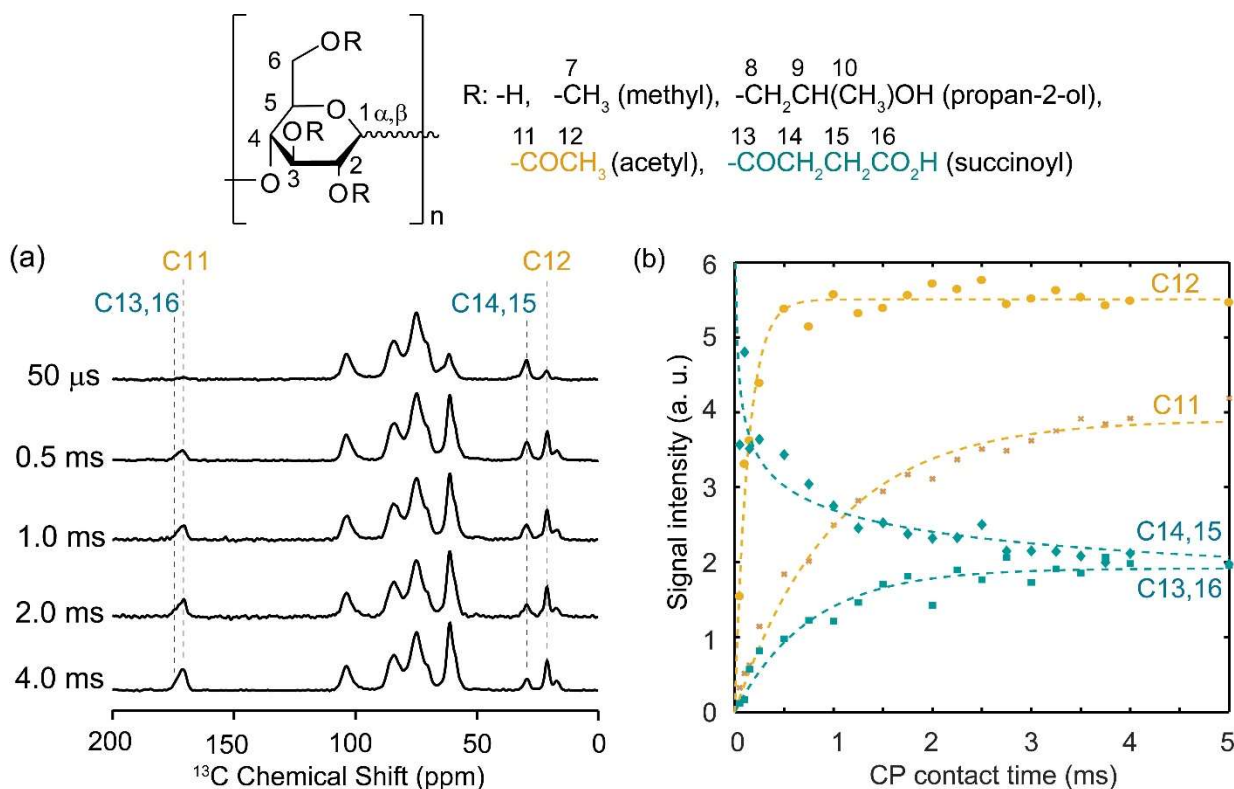 6
OR
5
O
1 α,β
4
OR
O
3
2
OR
n
7 8 9 10
R: -H, -CH₃ (methyl), -CH₂CH(CH₃)OH (propan-2-ol),
11 12 13 14 15 16
-COCH₃ (acetyl), -COCH₂CH₂CO₂H (succinoyl)
(a)
C11
C12
C13,16
C14,15
50 μs
0.5 ms
1.0 ms
2.0 ms
4.0 ms
200 150 100 50 0
¹³C Chemical Shift (ppm)
(b)
6
5
4
3
2
1
0
Signal intensity (a. u.)
C12
C11
C14,15
C13,16
0 1 2 3 4 5
CP contact time (ms)